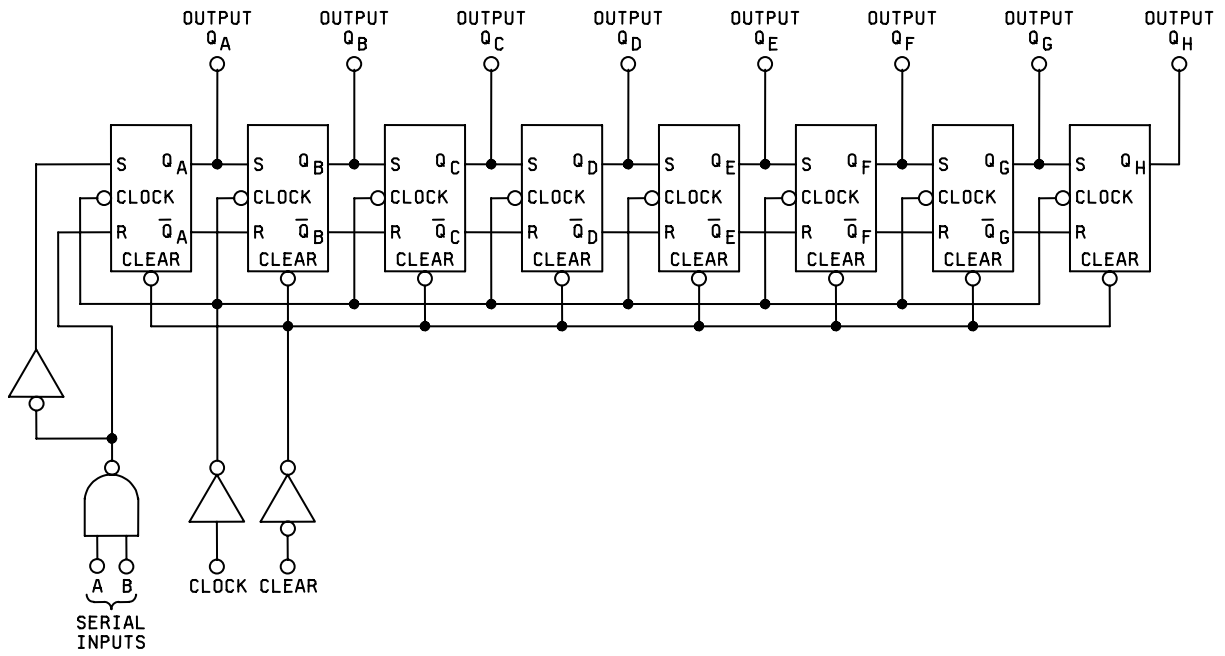 OUTPUT OUTPUT OUTPUT OUTPUT OUTPUT OUTPUT OUTPUT OUTPUT
QA QB QC QD QE QF QG QH
S QA S QB S QC S QD S QE S QF S QG S QH
CLOCK CLOCK CLOCK CLOCK CLOCK CLOCK CLOCK CLOCK
R Q̅A R Q̅B R Q̅C R Q̅D R Q̅E R Q̅F R Q̅G R
CLEAR CLEAR CLEAR CLEAR CLEAR CLEAR CLEAR CLEAR
A B CLOCK CLEAR
SERIAL
INPUTS